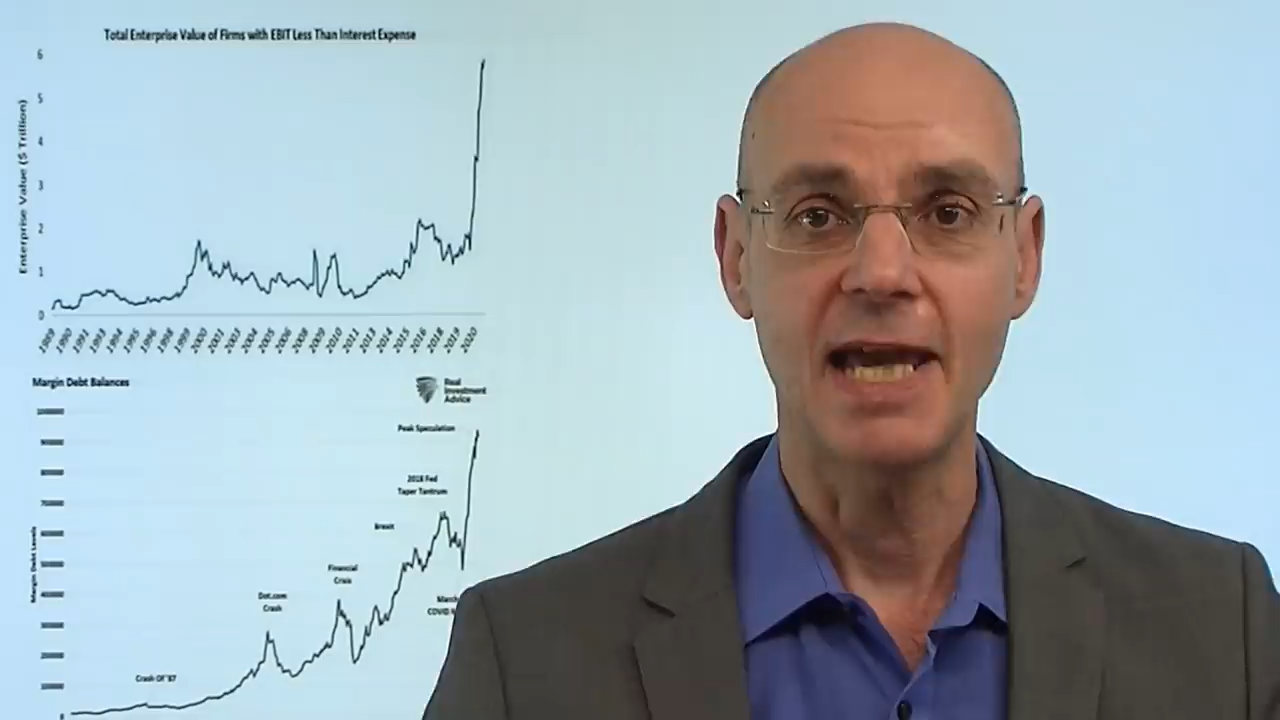 Total Enterprise Value of Firms with EBIT Less Than Interest Expense
Enterprise Value ($ Trillion)
6
5
4
3
2
1
0
1989 1990 1991 1993 1994 1995 1996 1998 1999 2000 2001 2003 2004 2005 2006 2008 2009 2010 2011 2013 2014 2015 2016 2018 2019 2020
Margin Debt Balances
Real
Investment
Advice
Peak Speculation
2018 Fed
Taper Tantrum
Brexit
Financial
Crisis
Dot.com
Crash
March
COVID
Crash Of '87
Margin Debt Levels